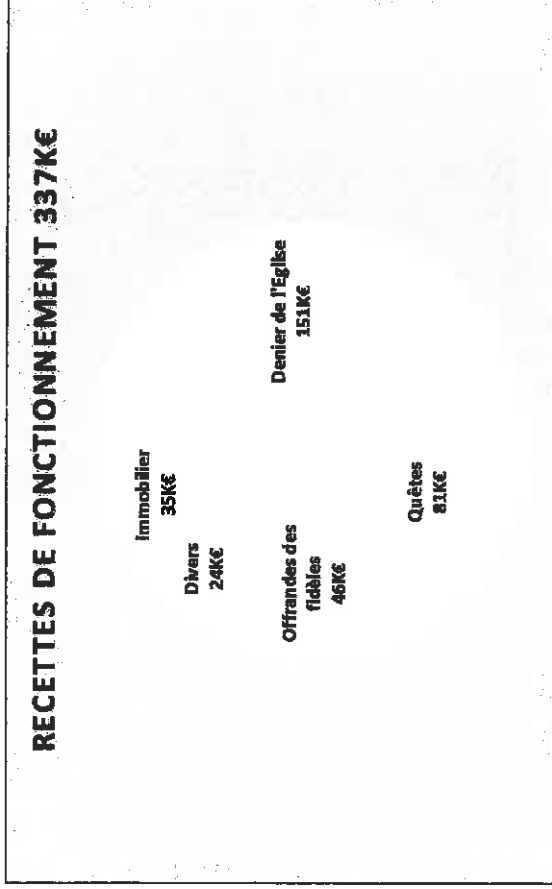 RECETTES DE FONCTIONNEMENT 337K€
Immobilier
35K€
Divers
24K€
Denier de l'Eglise
151K€
Offrandes des
fidèles
46K€
Quêtes
81K€